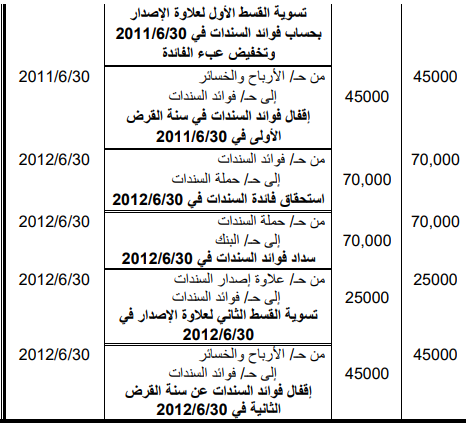 تسوية القسط الأول لعلاوة الإصدار
بحساب فوائد السندات في 2011/6/30
وتخفيض عبء الفائدة
45000 من حـ/ الأرباح والخسائر 2011/6/30
45000 إلى حـ/ فوائد السندات
إقفال فوائد السندات في سنة القرض
الأولى في 2011/6/30
70,000 من حـ/ فوائد السندات 2012/6/30
70,000 إلى حـ/ حملة السندات
استحقاق فائدة السندات في 2012/6/30
70,000 من حـ/ حملة السندات 2012/6/30
70,000 إلى حـ/ البنك
سداد فوائد السندات في 2012/6/30
25000 من حـ/ علاوة إصدار السندات 2012/6/30
25000 إلى حـ/ فوائد السندات
تسوية القسط الثاني لعلاوة الإصدار في
2012/6/30
45000 من حـ/ الأرباح والخسائر 2012/6/30
45000 إلى حـ/ فوائد السندات
إقفال فوائد السندات عن سنة القرض
الثانية في 2012/6/30